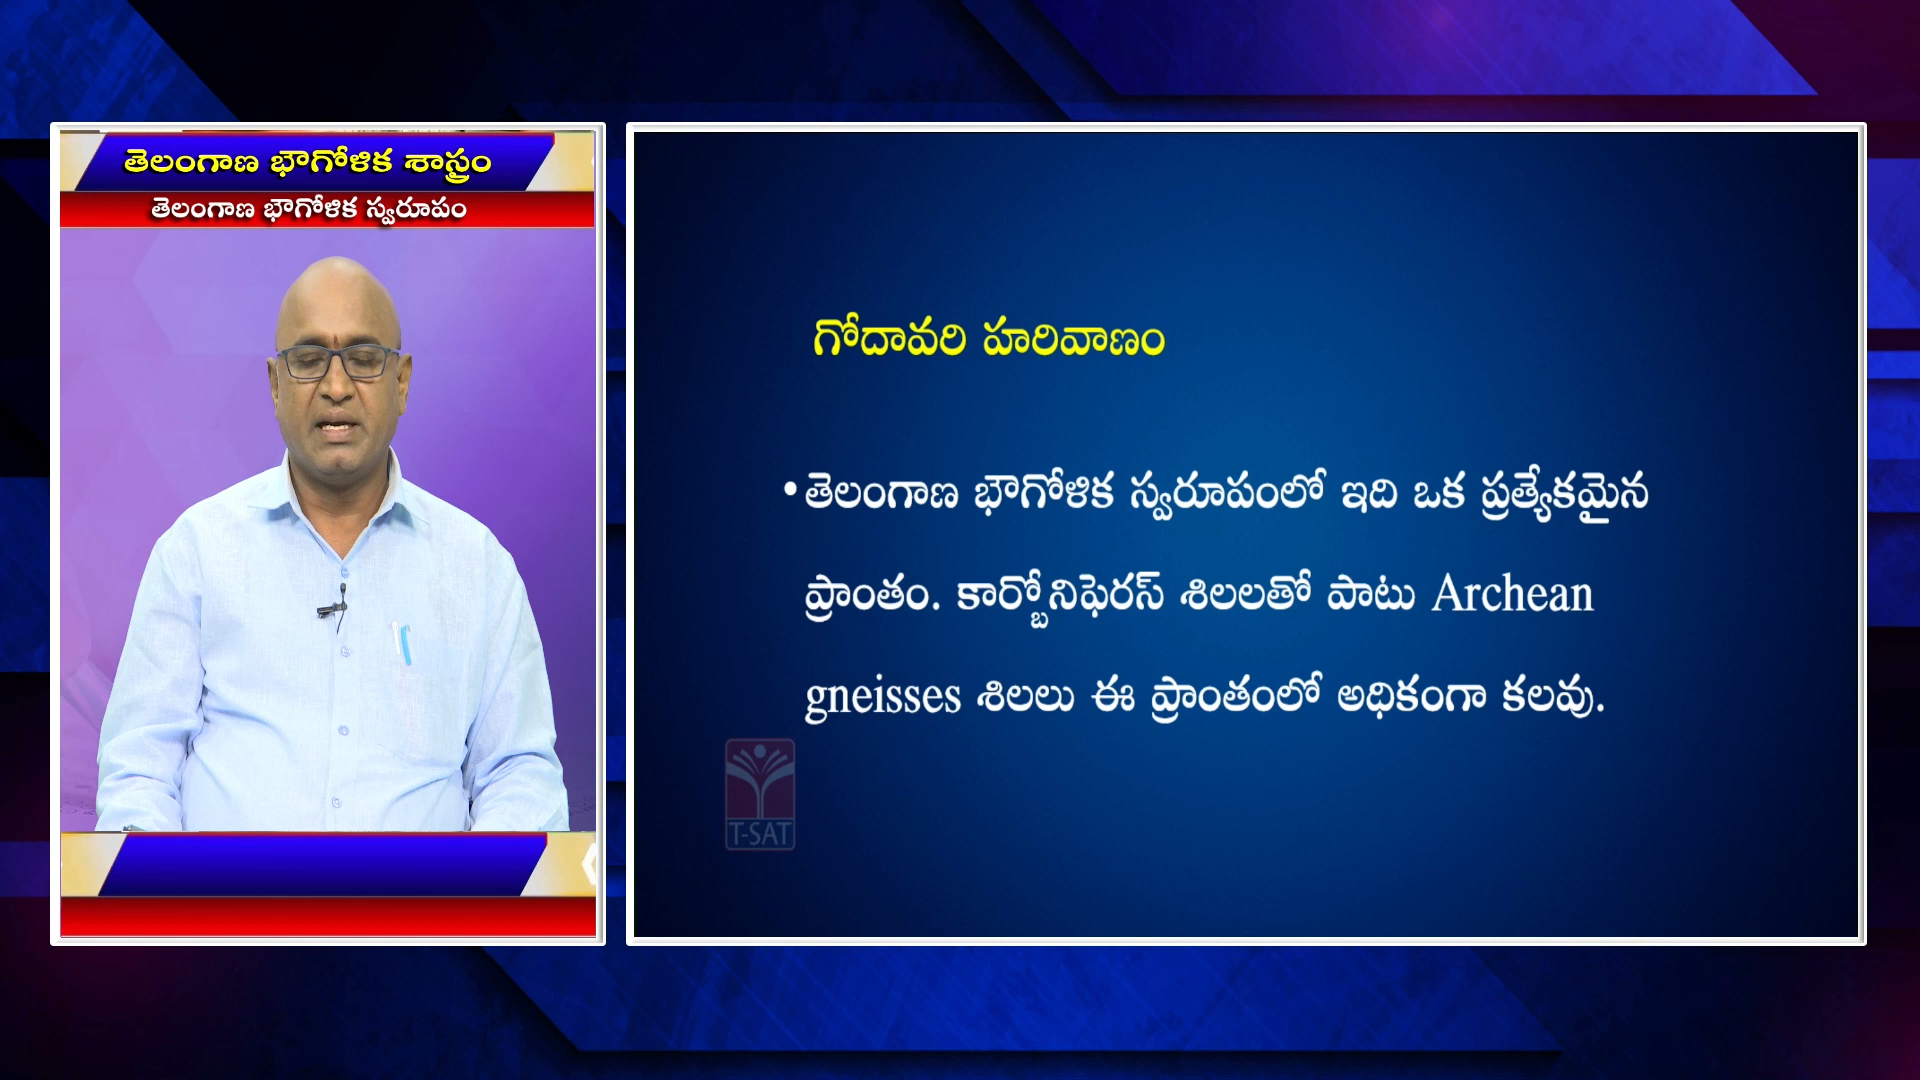 తెలంగాణ భౌగోళిక శాస్త్రం
తెలంగాణ భౌగోళిక స్వరూపం
గోదావరి హరివాణం
•తెలంగాణ భౌగోళిక స్వరూపంలో ఇది ఒక ప్రత్యేకమైన
ప్రాంతం. కార్బోనిఫెరస్ శిలలతో పాటు Archean
gneisses శిలలు ఈ ప్రాంతంలో అధికంగా కలవు.
T-SAT